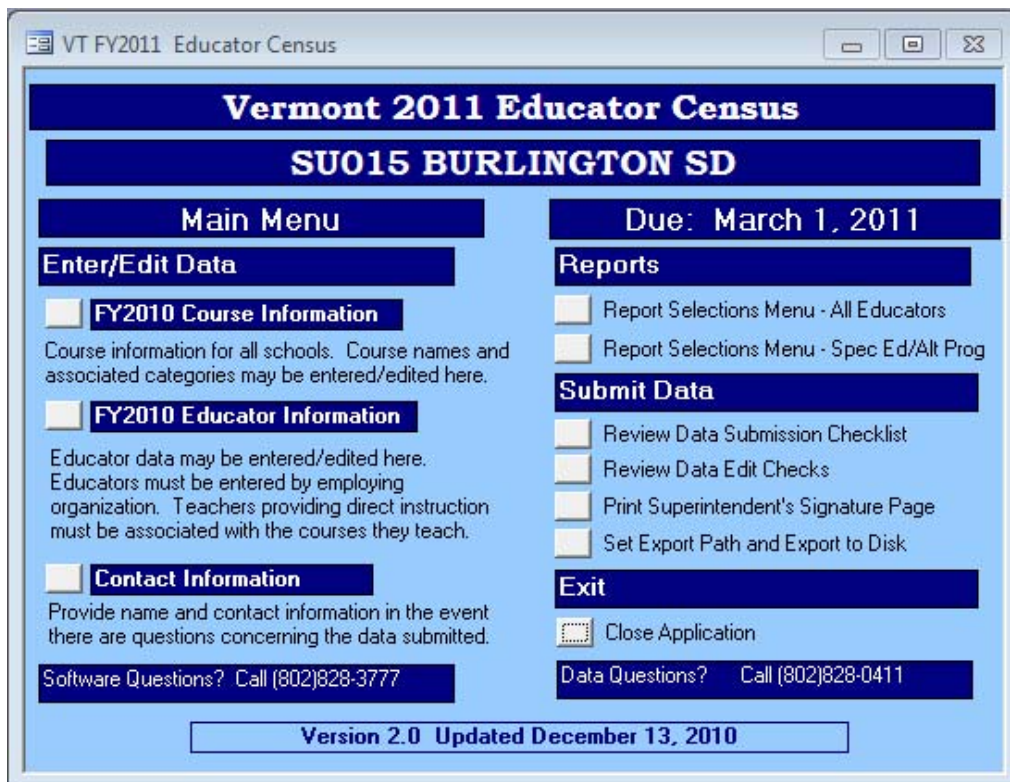 VT FY2011 Educator Census
Vermont 2011 Educator Census
SU015 BURLINGTON SD
Main Menu
Enter/Edit Data
FY2010 Course Information
Course information for all schools. Course names and
associated categories may be entered/edited here.
FY2010 Educator Information
Educator data may be entered/edited here.
Educators must be entered by employing
organization. Teachers providing direct instruction
must be associated with the courses they teach.
Contact Information
Provide name and contact information in the event
there are questions concerning the data submitted.
Software Questions? Call (802)828-3777
Due: March 1, 2011
Reports
Report Selections Menu - All Educators
Report Selections Menu - Spec Ed/Alt Prog
Submit Data
Review Data Submission Checklist
Review Data Edit Checks
Print Superintendent's Signature Page
Set Export Path and Export to Disk
Exit
Close Application
Data Questions? Call (802)828-0411
Version 2.0 Updated December 13, 2010